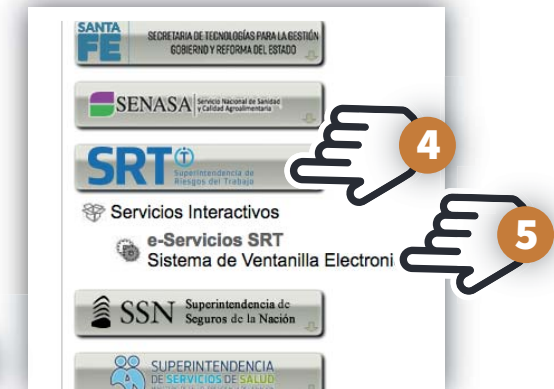 SANTA
FE
SECRETARIA DE TECNOLOGÍAS PARA LA GESTIÓN
GOBIERNO Y REFORMA DEL ESTADO
SENASA
Servicio Nacional de Sanidad
y Calidad Agroalimentaria
4
SRT
Superintendencia de
Riesgos del Trabajo
Servicios Interactivos
5
e-Servicios SRT
Sistema de Ventanilla Electroni
SSN
Superintendencia de
Seguros de la Nación
SUPERINTENDENCIA
DE SERVICIOS DE SALUD